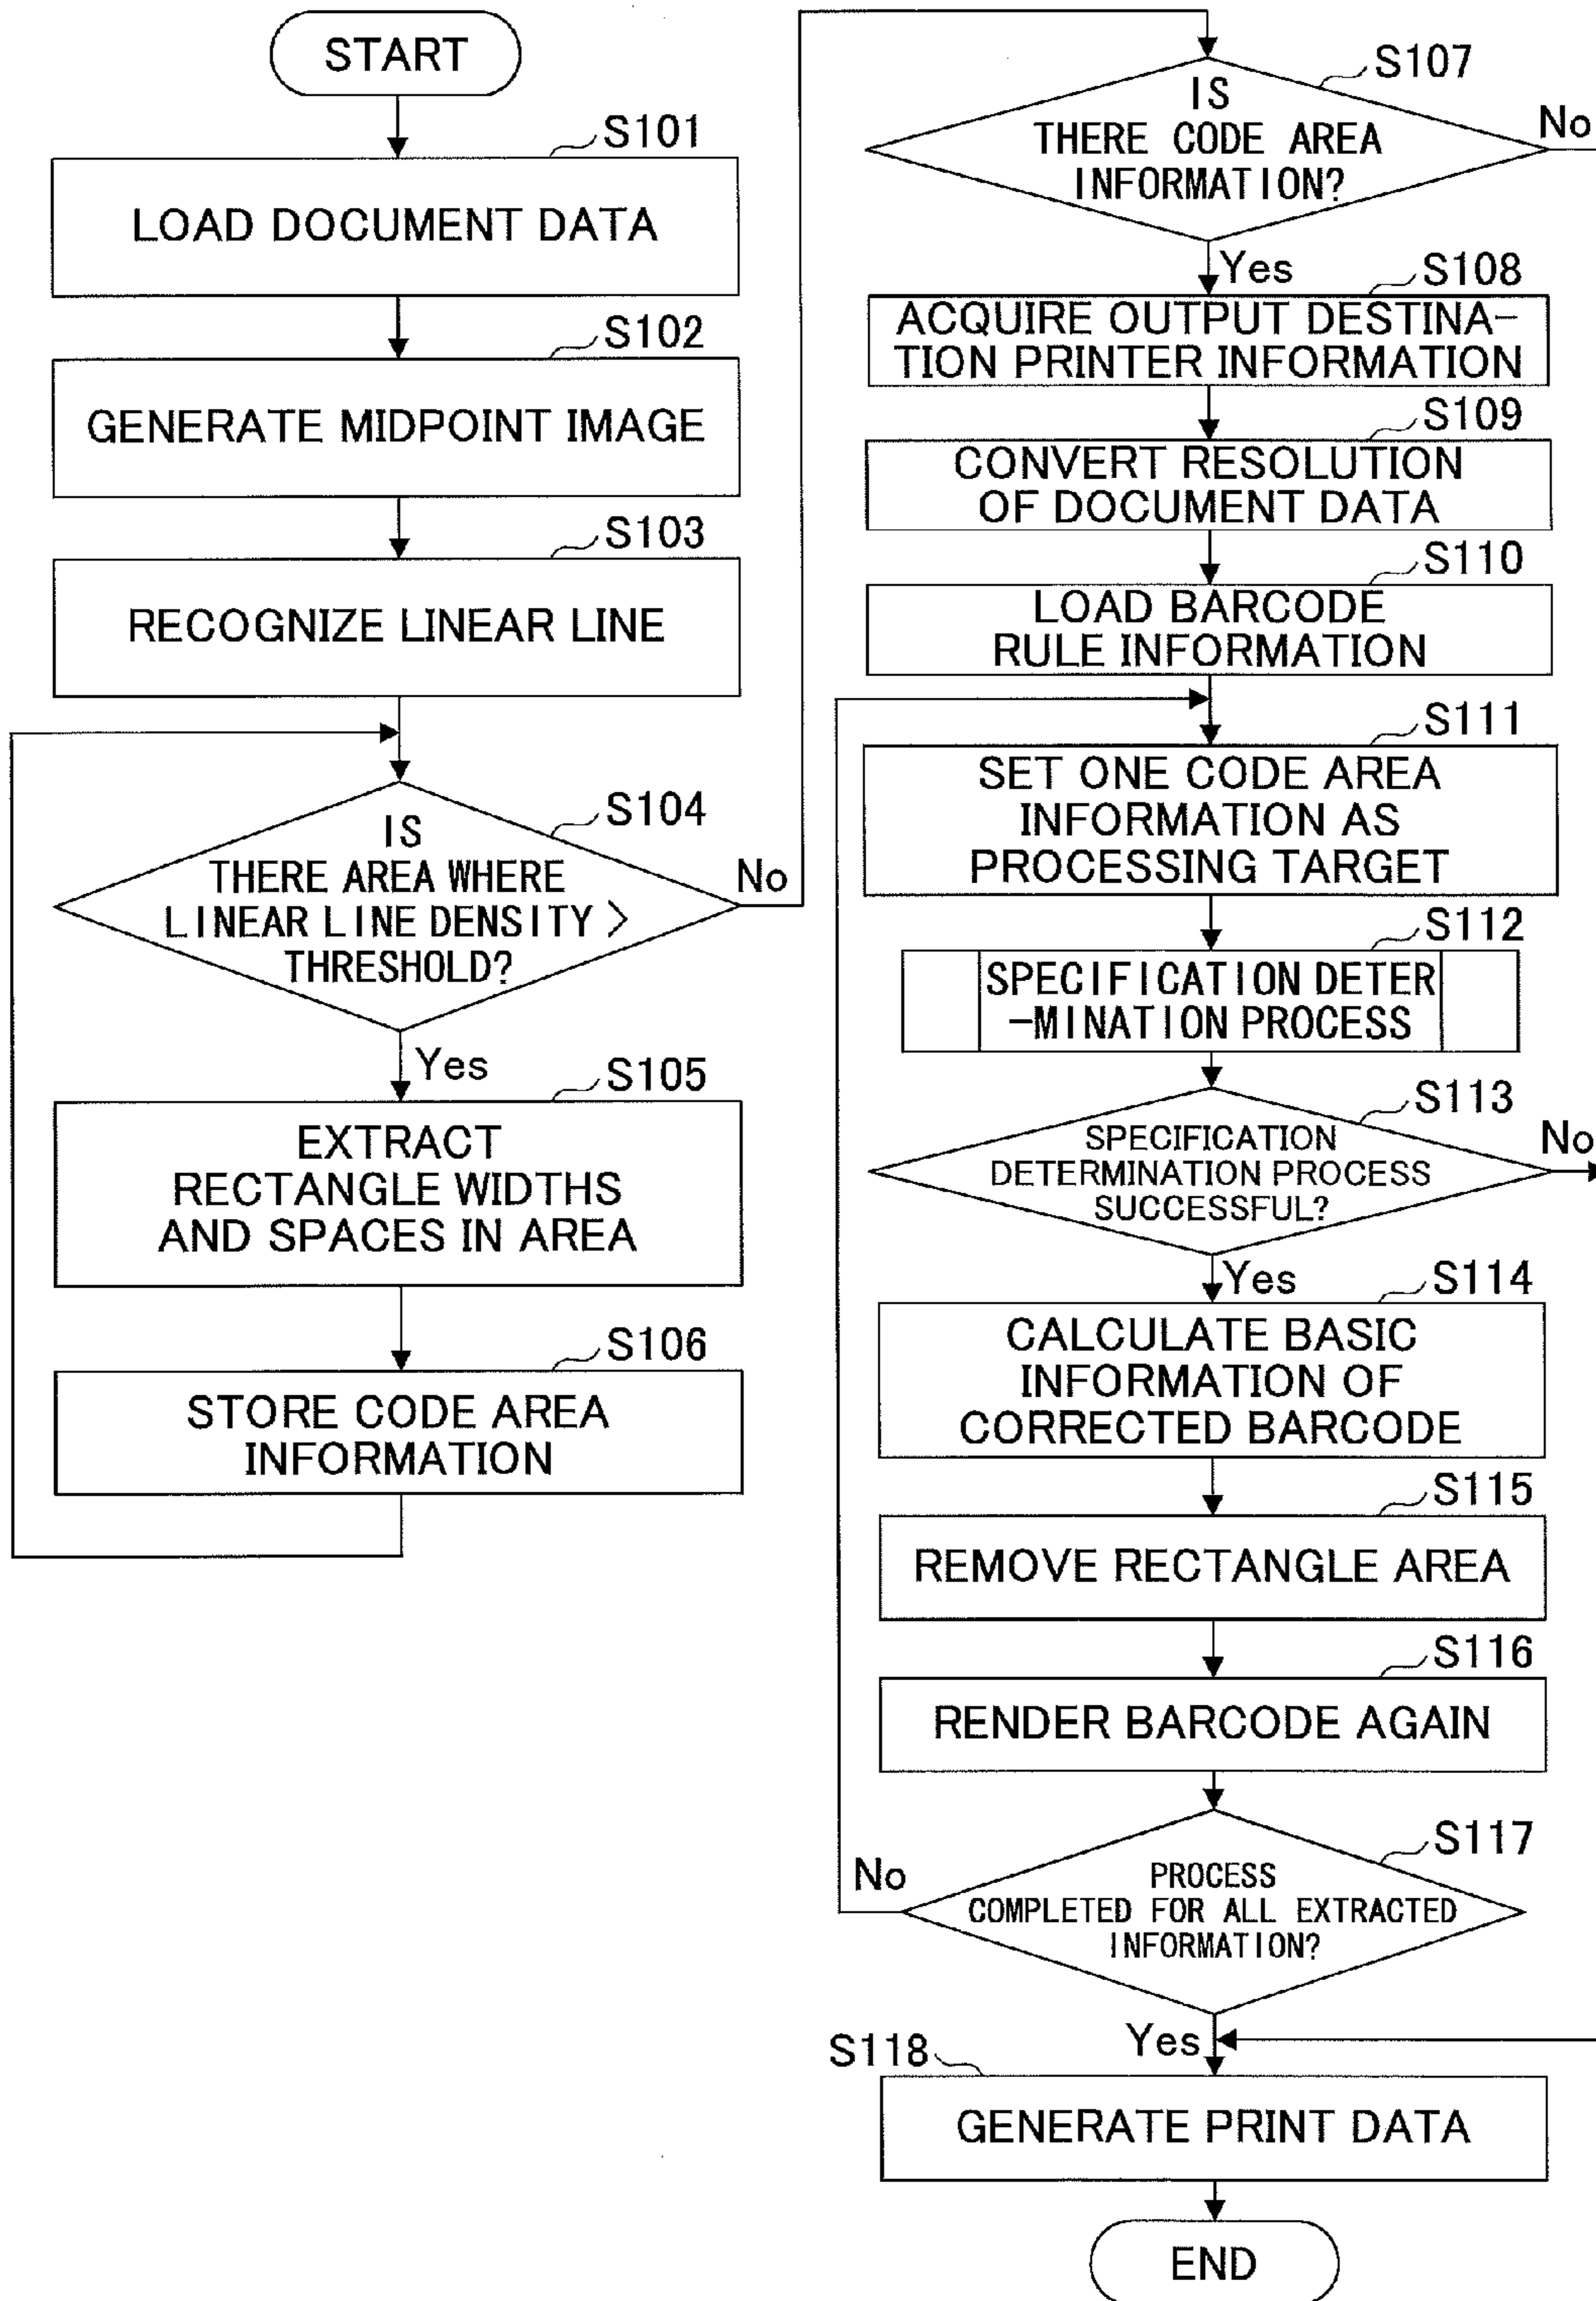 START
S101
LOAD DOCUMENT DATA
S102
GENERATE MIDPOINT IMAGE
S103
RECOGNIZE LINEAR LINE
S104
IS
THERE AREA WHERE
LINEAR LINE DENSITY >
THRESHOLD?
No
Yes
S105
EXTRACT
RECTANGLE WIDTHS
AND SPACES IN AREA
S106
STORE CODE AREA
INFORMATION
S107
IS
THERE CODE AREA
INFORMATION?
No
Yes
S108
ACQUIRE OUTPUT DESTINA-
TION PRINTER INFORMATION
S109
CONVERT RESOLUTION
OF DOCUMENT DATA
S110
LOAD BARCODE
RULE INFORMATION
S111
SET ONE CODE AREA
INFORMATION AS
PROCESSING TARGET
S112
SPECIFICATION DETER
-MINATION PROCESS
S113
SPECIFICATION
DETERMINATION PROCESS
SUCCESSFUL?
No
Yes
S114
CALCULATE BASIC
INFORMATION OF
CORRECTED BARCODE
S115
REMOVE RECTANGLE AREA
S116
RENDER BARCODE AGAIN
S117
PROCESS
COMPLETED FOR ALL EXTRACTED
INFORMATION?
No
Yes
S118
GENERATE PRINT DATA
END